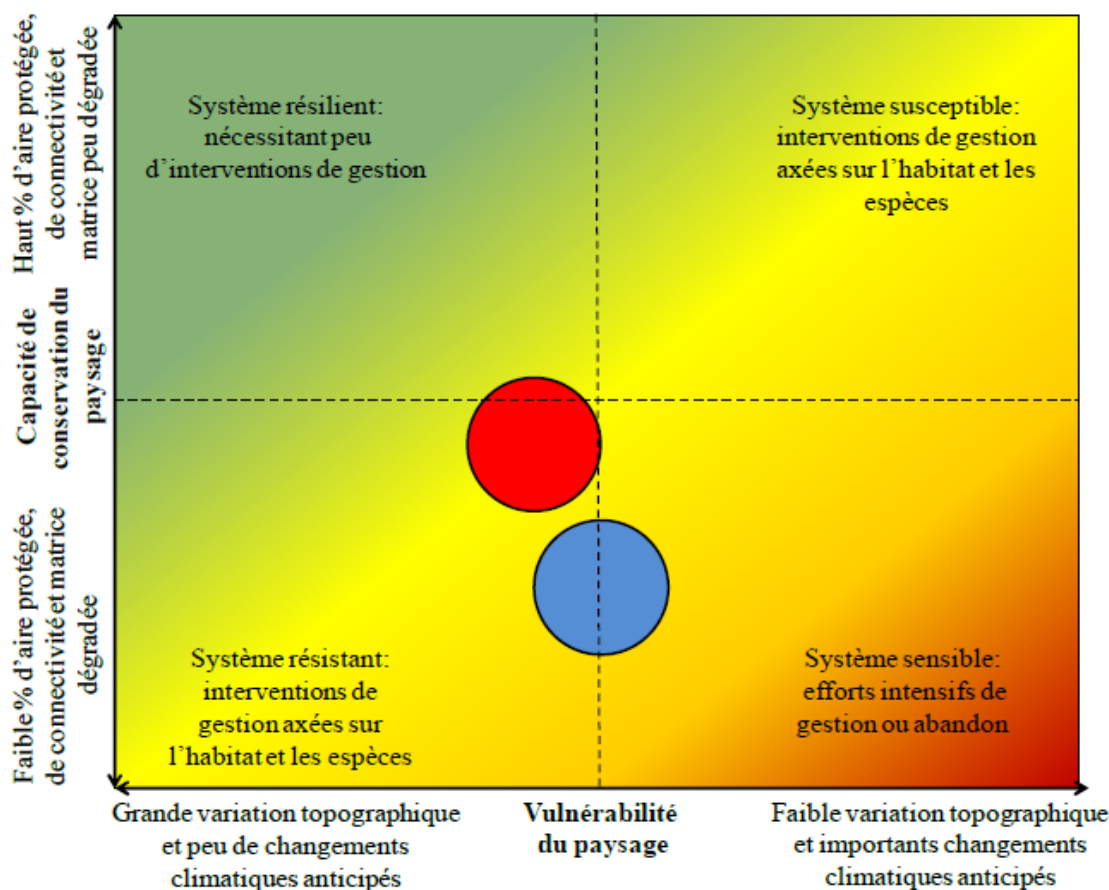 Haut % d’aire protégée,
de connectivité et
matrice peu dégradée
Capacité de
conservation du
paysage
Faible % d’aire protégée,
de connectivité et matrice
dégradée
Système résilient:
nécessitant peu
d’interventions de gestion
Système susceptible:
interventions de gestion
axées sur l’habitat et les
espèces
Système résistant:
interventions de
gestion axées sur
l’habitat et les espèces
Système sensible:
efforts intensifs de
gestion ou abandon
Grande variation topographique
et peu de changements
climatiques anticipés
Vulnérabilité
du paysage
Faible variation topographique
et importants changements
climatiques anticipés